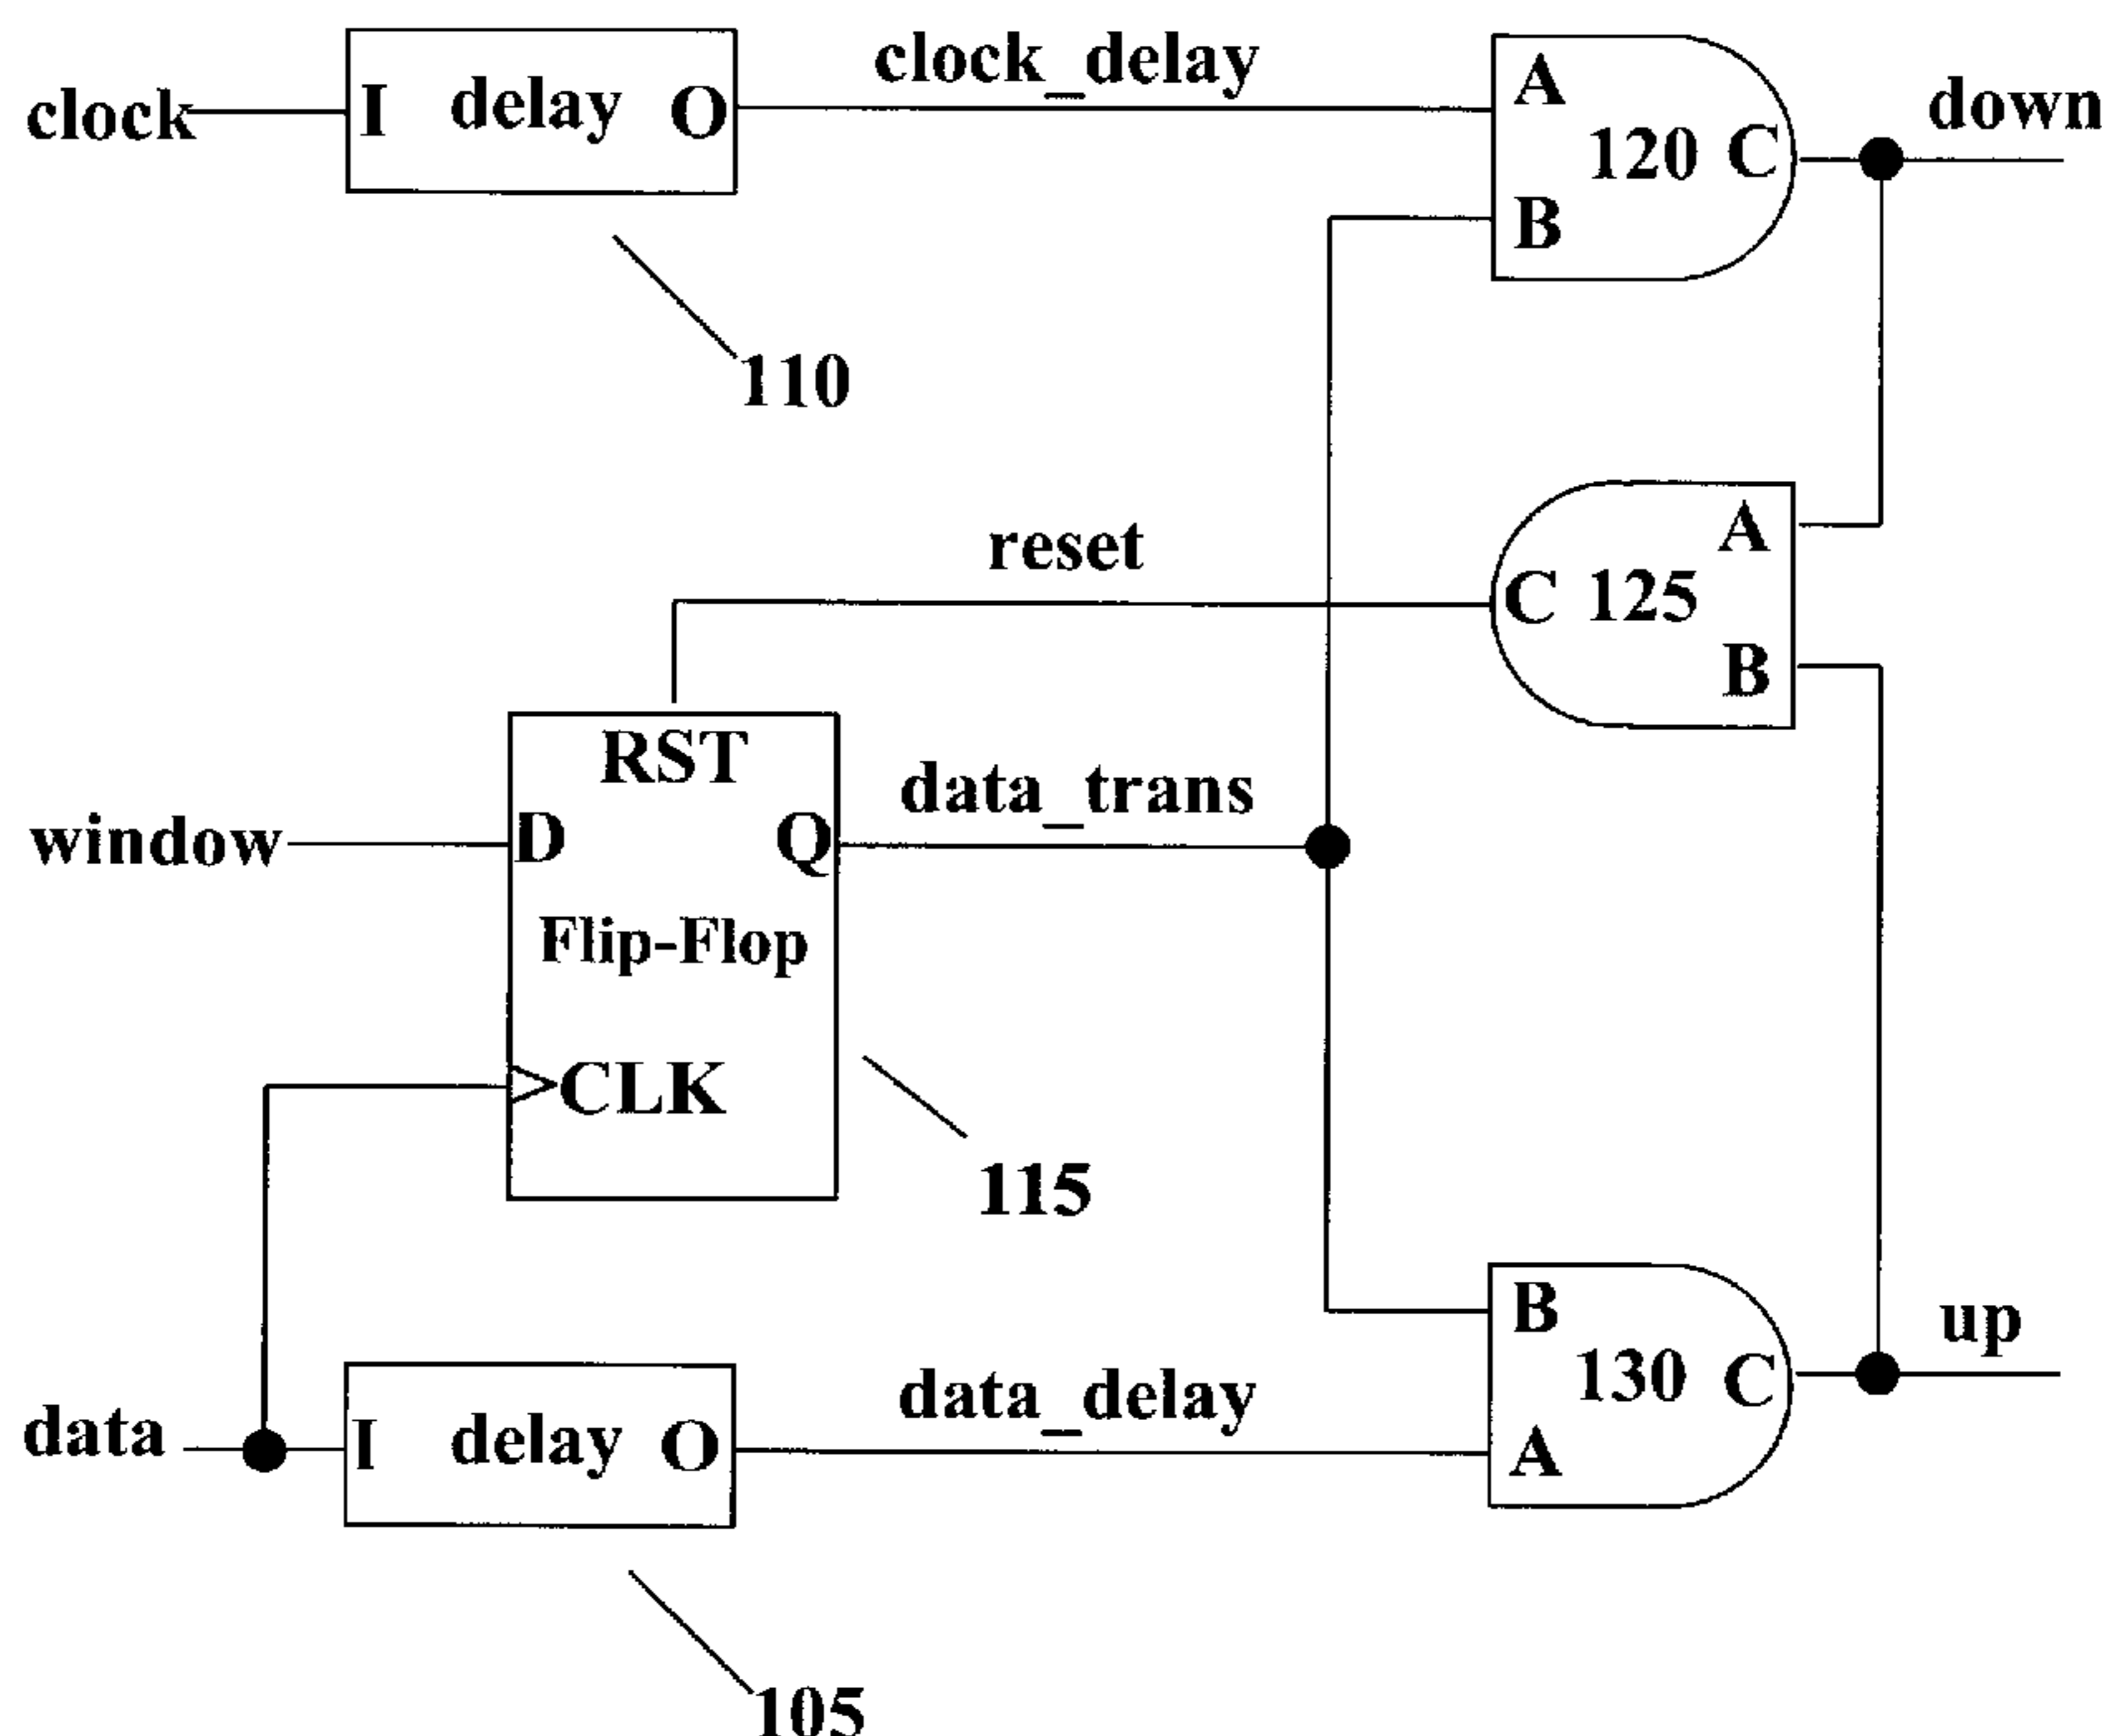 clock
I delay O
clock_delay
A
120 C
B
down
110
reset
A
C 125
B
RST
window
D
Q
data_trans
Flip-Flop
CLK
115
B
130 C
A
up
data
I delay O
data_delay
105